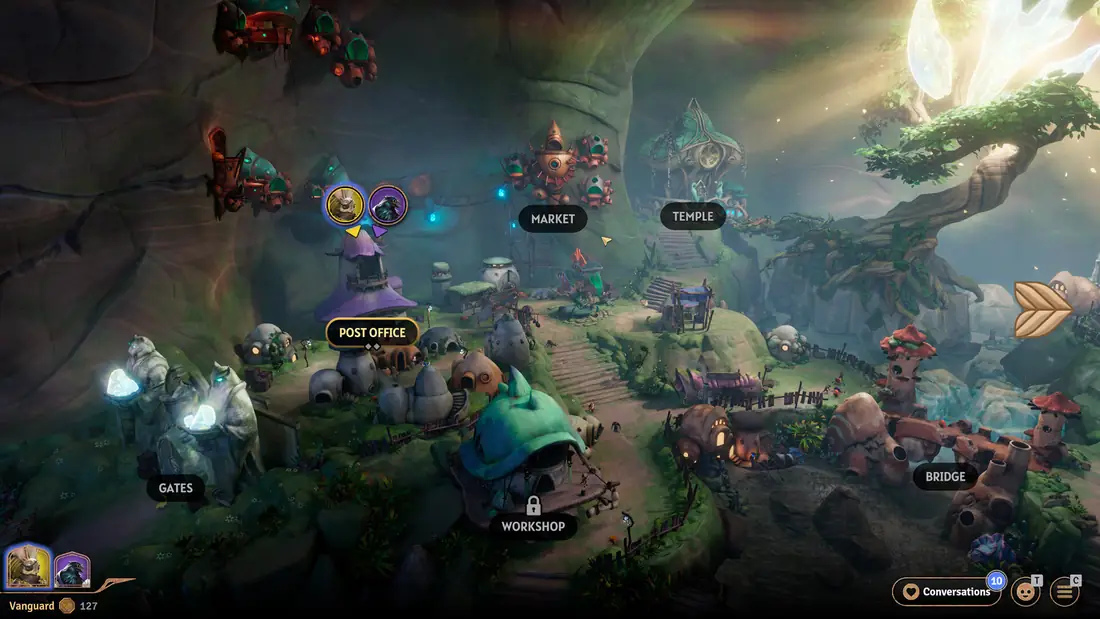 MARKET
TEMPLE
POST OFFICE
GATES
BRIDGE
WORKSHOP
Vanguard 127
Conversations 10
T
C